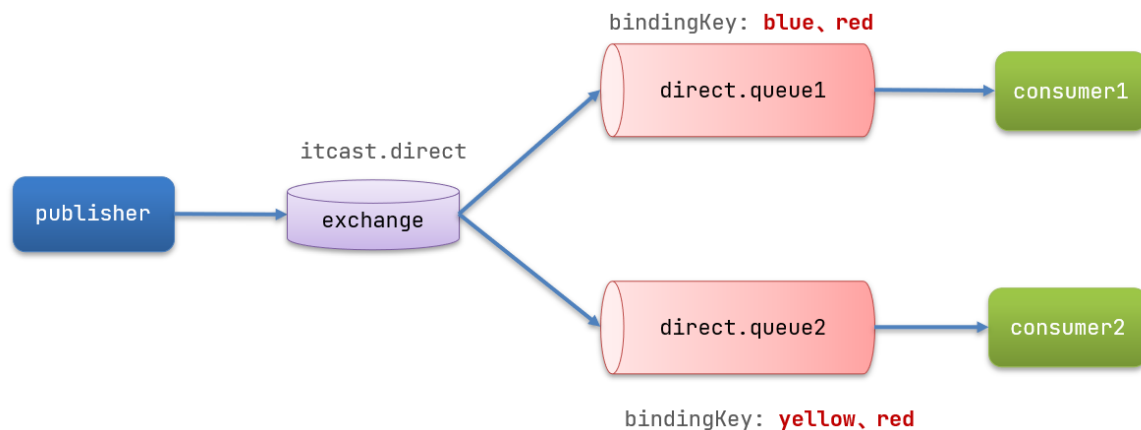 bindingKey: blue、red
direct.queue1
consumer1
itcast.direct
publisher
exchange
direct.queue2
consumer2
bindingKey: yellow、red